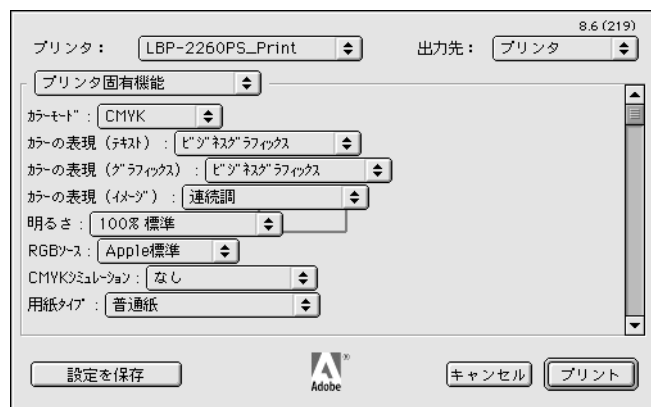 8.6 (219)
プリンタ： LBP-2260PS_Print 出力先： プリンタ
プリンタ固有機能
ｶﾗｰﾓｰﾄﾞ : CMYK
ｶﾗｰの表現（ﾃｷｽﾄ） : ﾋﾞｼﾞﾈｽｸﾞﾗﾌｨｯｸｽ
ｶﾗｰの表現（ｸﾞﾗﾌｨｯｸｽ） : ﾋﾞｼﾞﾈｽｸﾞﾗﾌｨｯｸｽ
ｶﾗｰの表現（ｲﾒｰｼﾞ） : 連続調
明るさ : 100% 標準
RGBｿｰｽ : Apple標準
CMYKｼﾐｭﾚｰｼｮﾝ : なし
用紙ﾀｲﾌﾟ : 普通紙
設定を保存 Adobe ® キャンセル プリント